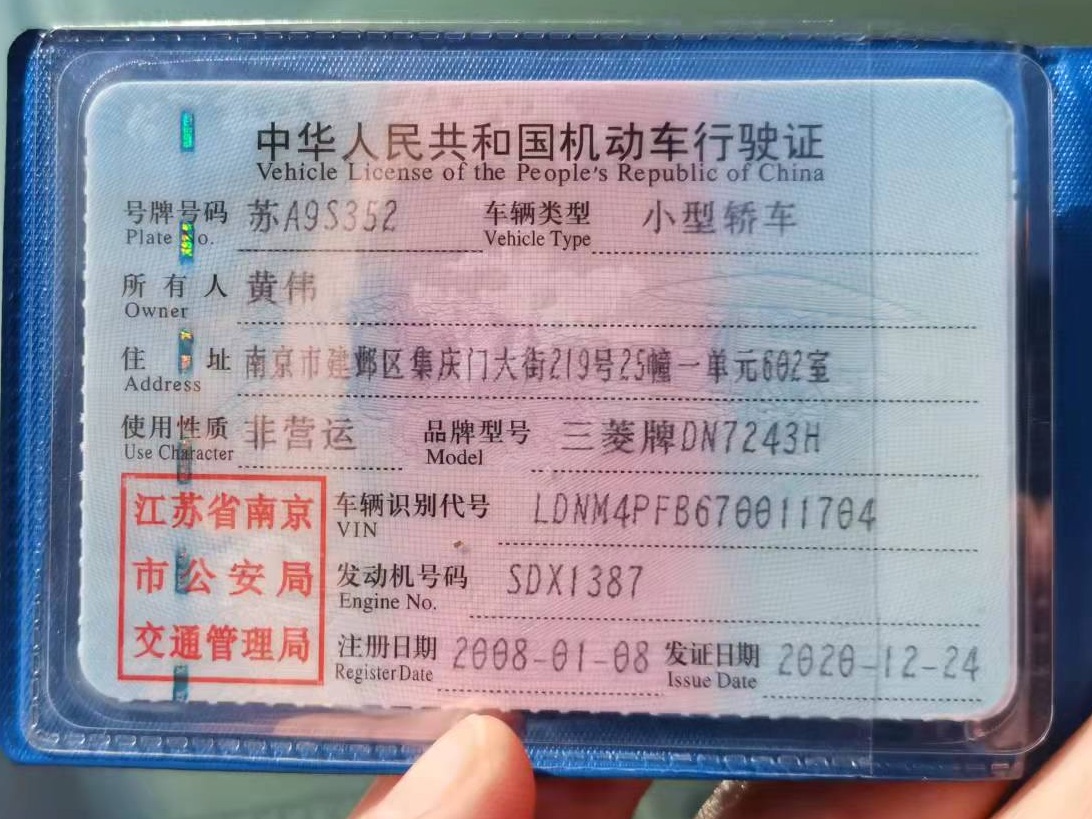 中华人民共和国机动车行驶证
Vehicle License of the People's Republic of China
号牌号码 苏A9S352 车辆类型 小型轿车
Plate No. Vehicle Type
所有人 黄伟
Owner
住址 南京市建邺区集庆门大街219号25幢一单元602室
Address
使用性质 非营运 品牌型号 三菱牌DN7243H
Use Character Model
江苏省南京
市公安局
交通管理局
车辆识别代号 LDNM4PFB670011704
VIN
发动机号码 SDX1387
Engine No.
注册日期 2008-01-08 发证日期 2020-12-24
Register Date Issue Date